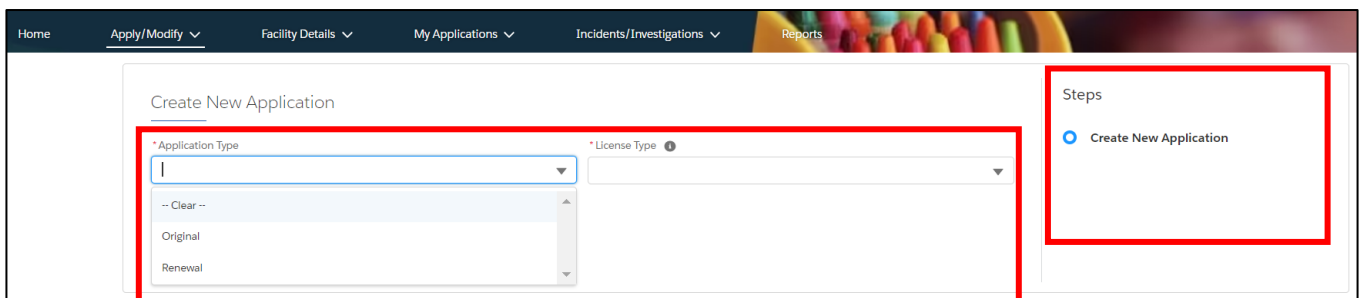 Home Apply/Modify Facility Details My Applications Incidents/Investigations Reports
Create New Application
Steps
Create New Application
*Application Type *License Type
-- Clear --
Original
Renewal